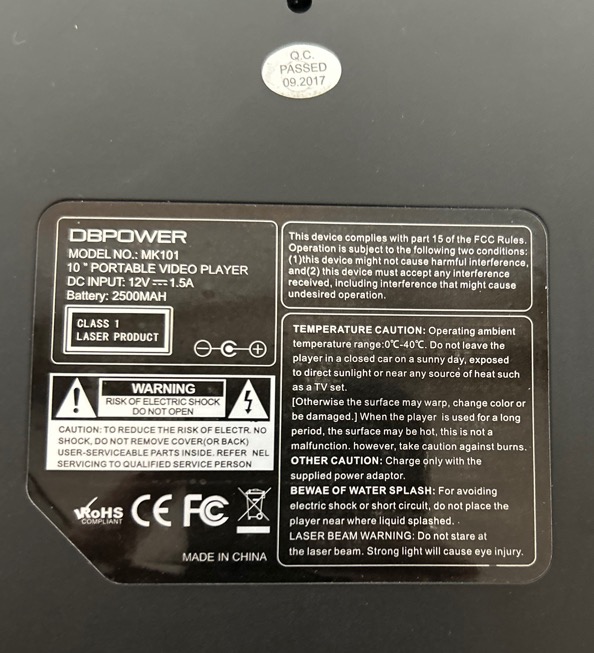 Q.C.
PASSED
09.2017
DBPOWER
MODEL NO.: MK101
10 " PORTABLE VIDEO PLAYER
DC INPUT: 12V⎓1.5A
Battery: 2500MAH
CLASS 1
LASER PRODUCT
WARNING
RISK OF ELECTRIC SHOCK
DO NOT OPEN
CAUTION: TO REDUCE THE RISK OF ELECTR. NO
SHOCK, DO NOT REMOVE COVER(OR BACK)
USER-SERVICEABLE PARTS INSIDE. REFER NEL
SERVICING TO QUALIFIED SERVICE PERSON
RoHS
COMPLIANT
CE FC
MADE IN CHINA
This device complies with part 15 of the FCC Rules.
Operation is subject to the following two conditions:
(1)this device might not cause harmful interference,
and(2) this device must accept any interference
received, including interference that might cause
undesired operation.
TEMPERATURE CAUTION: Operating ambient
temperature range:0℃-40℃. Do not leave the
player in a closed car on a sunny day, exposed
to direct sunlight or near any source of heat such
as a TV set.
[Otherwise the surface may warp, change color or
be damaged.] When the player is used for a long
period, the surface may be hot, this is not a
malfunction. however, take caution against burns.
OTHER CAUTION: Charge only with the
supplied power adaptor.
BEWAE OF WATER SPLASH: For avoiding
electric shock or short circuit, do not place the
player near where liquid splashed.
LASER BEAM WARNING: Do not stare at
the laser beam. Strong light will cause eye injury.